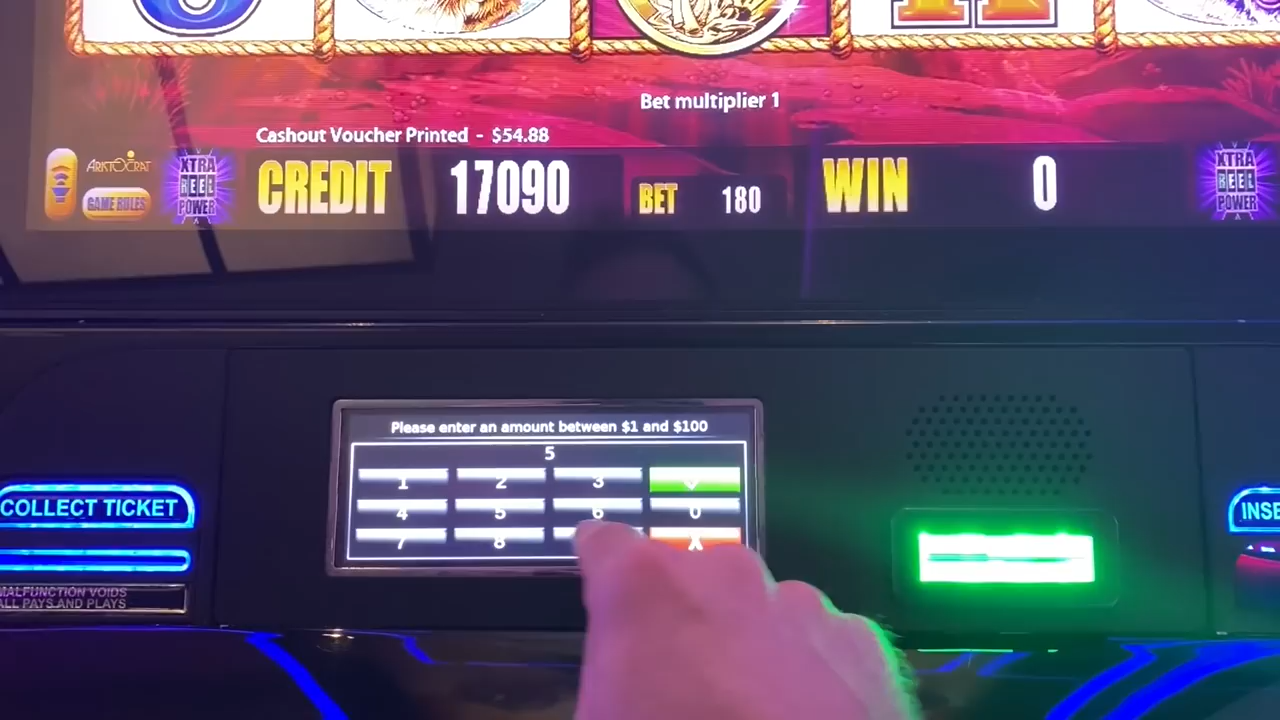 Bet multiplier 1
Cashout Voucher Printed - $54.88
ARISTOCRAT
GAME RULES
XTRA
REEL
POWER
CREDIT 17090
BET 180
WIN 0
XTRA
REEL
POWER
Please enter an amount between $1 and $100
5
1 2 3
4 5 6 0
7 8 X
COLLECT TICKET
MALFUNCTION VOIDS
ALL PAYS AND PLAYS
INSE